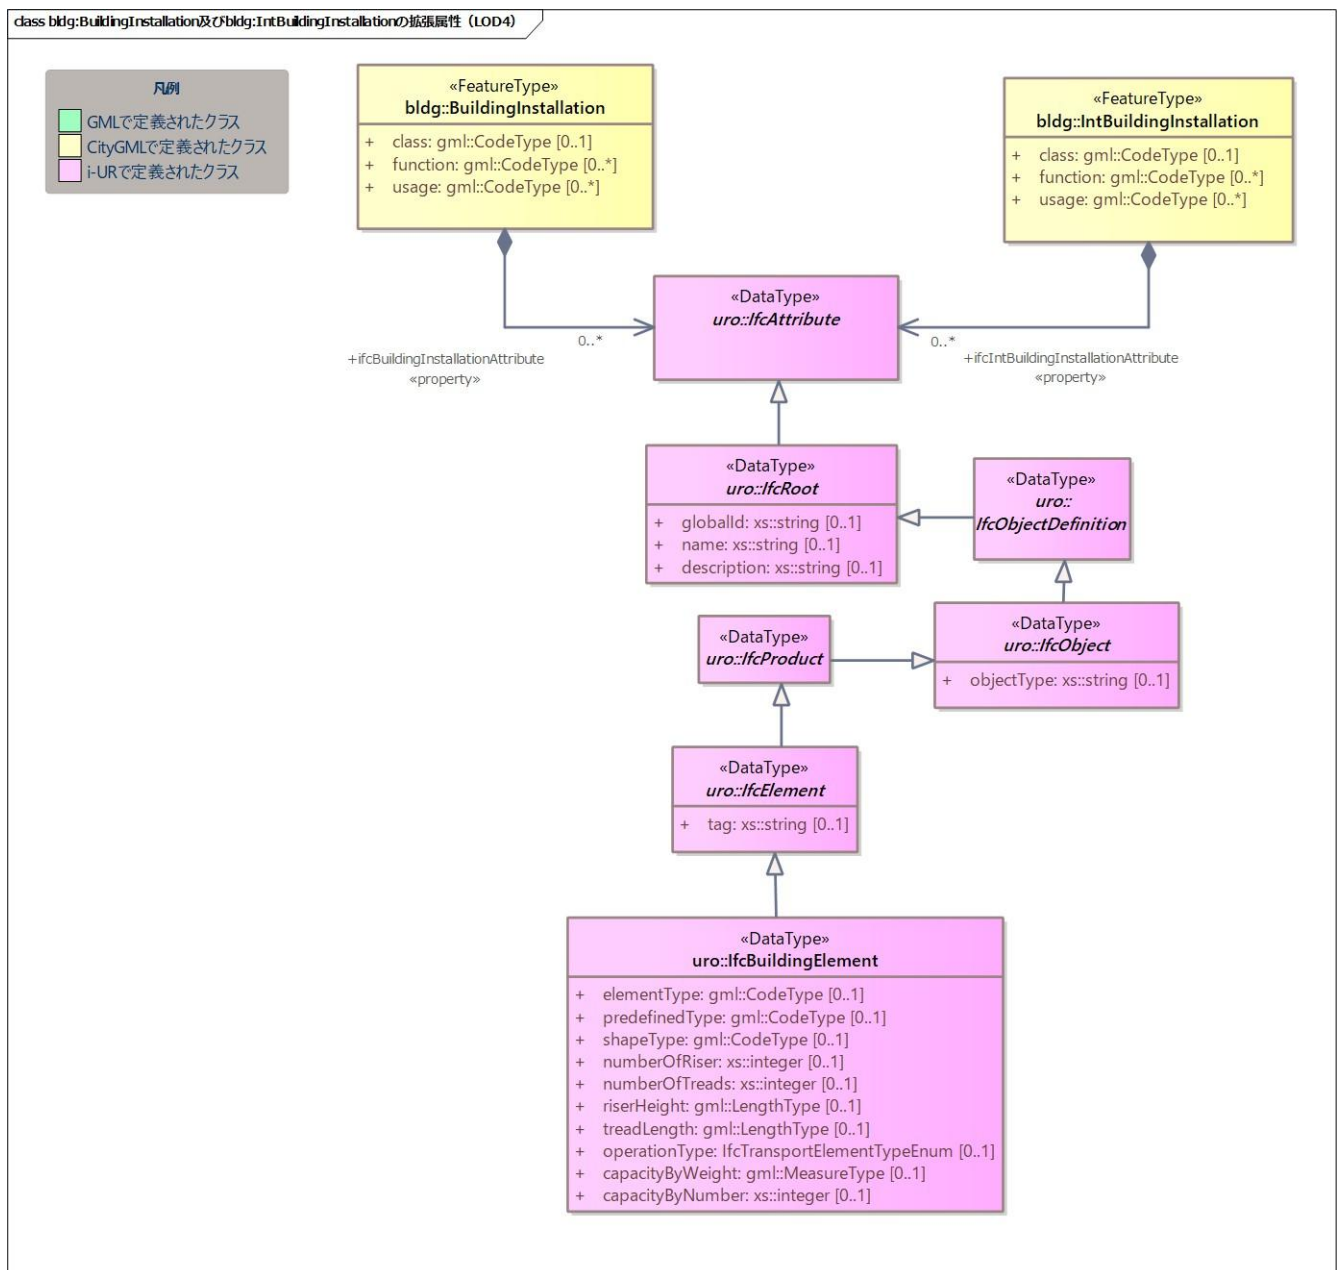 class bldg:BuildingInstallation及びbldg:IntBuildingInstallationの拡張属性（LOD4）
凡例
GMLで定義されたクラス
CityGMLで定義されたクラス
i-URで定義されたクラス
«FeatureType»
bldg::BuildingInstallation
+ class: gml::CodeType [0..1]
+ function: gml::CodeType [0..*]
+ usage: gml::CodeType [0..*]
«FeatureType»
bldg::IntBuildingInstallation
+ class: gml::CodeType [0..1]
+ function: gml::CodeType [0..*]
+ usage: gml::CodeType [0..*]
«DataType»
uro::IfcAttribute
0..*
+ifcBuildingInstallationAttribute
«property»
0..*
+ifcIntBuildingInstallationAttribute
«property»
«DataType»
uro::IfcRoot
+ globalId: xs::string [0..1]
+ name: xs::string [0..1]
+ description: xs::string [0..1]
«DataType»
uro::
IfcObjectDefinition
«DataType»
uro::IfcProduct
«DataType»
uro::IfcObject
+ objectType: xs::string [0..1]
«DataType»
uro::IfcElement
+ tag: xs::string [0..1]
«DataType»
uro::IfcBuildingElement
+ elementType: gml::CodeType [0..1]
+ predefinedType: gml::CodeType [0..1]
+ shapeType: gml::CodeType [0..1]
+ numberOfRiser: xs::integer [0..1]
+ numberOfTreads: xs::integer [0..1]
+ riserHeight: gml::LengthType [0..1]
+ treadLength: gml::LengthType [0..1]
+ operationType: IfcTransportElementTypeEnum [0..1]
+ capacityByWeight: gml::MeasureType [0..1]
+ capacityByNumber: xs::integer [0..1]